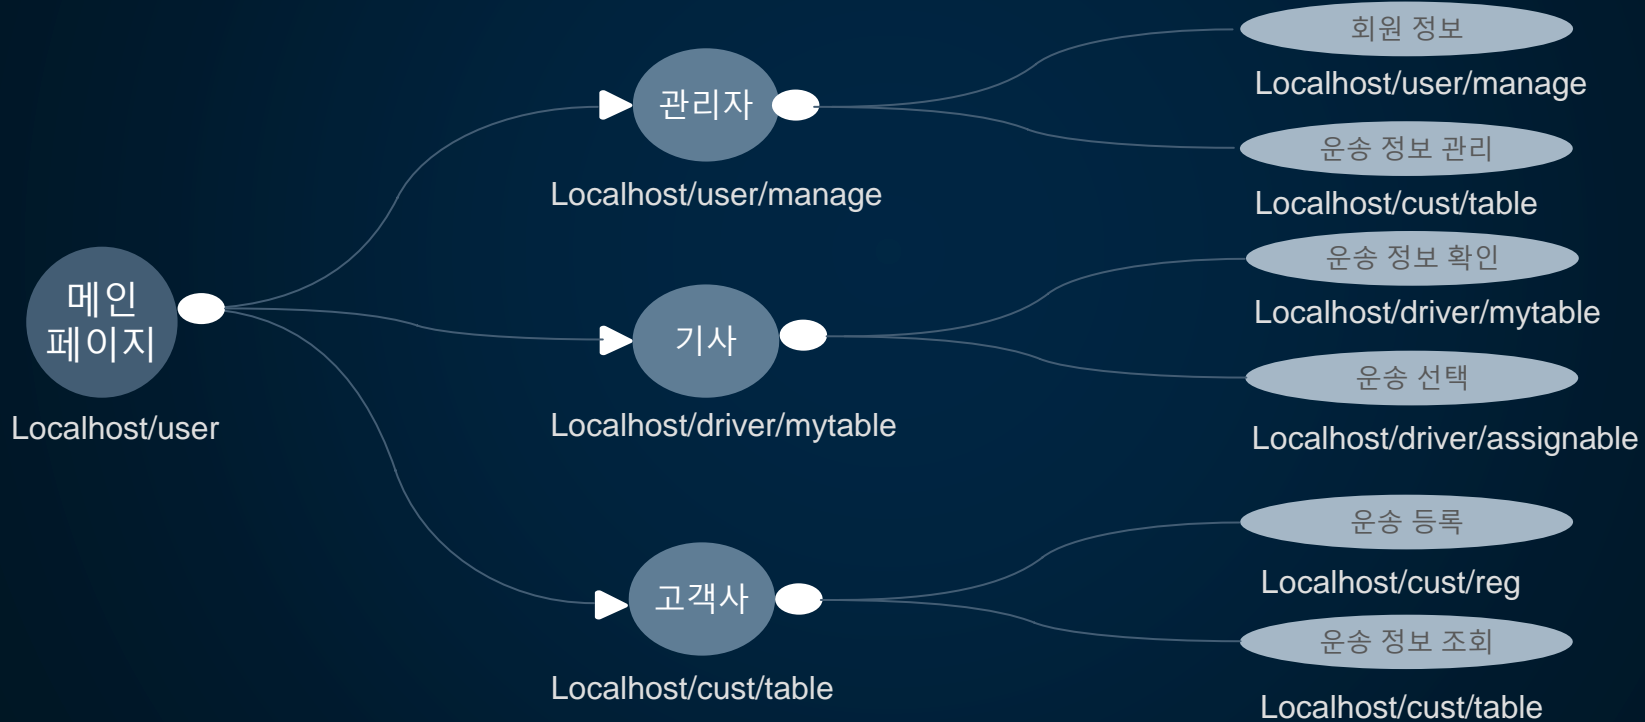 메인
페이지
Localhost/user
관리자
Localhost/user/manage
기사
Localhost/driver/mytable
고객사
Localhost/cust/table
회원 정보
Localhost/user/manage
운송 정보 관리
Localhost/cust/table
운송 정보 확인
Localhost/driver/mytable
운송 선택
Localhost/driver/assignable
운송 등록
Localhost/cust/reg
운송 정보 조회
Localhost/cust/table